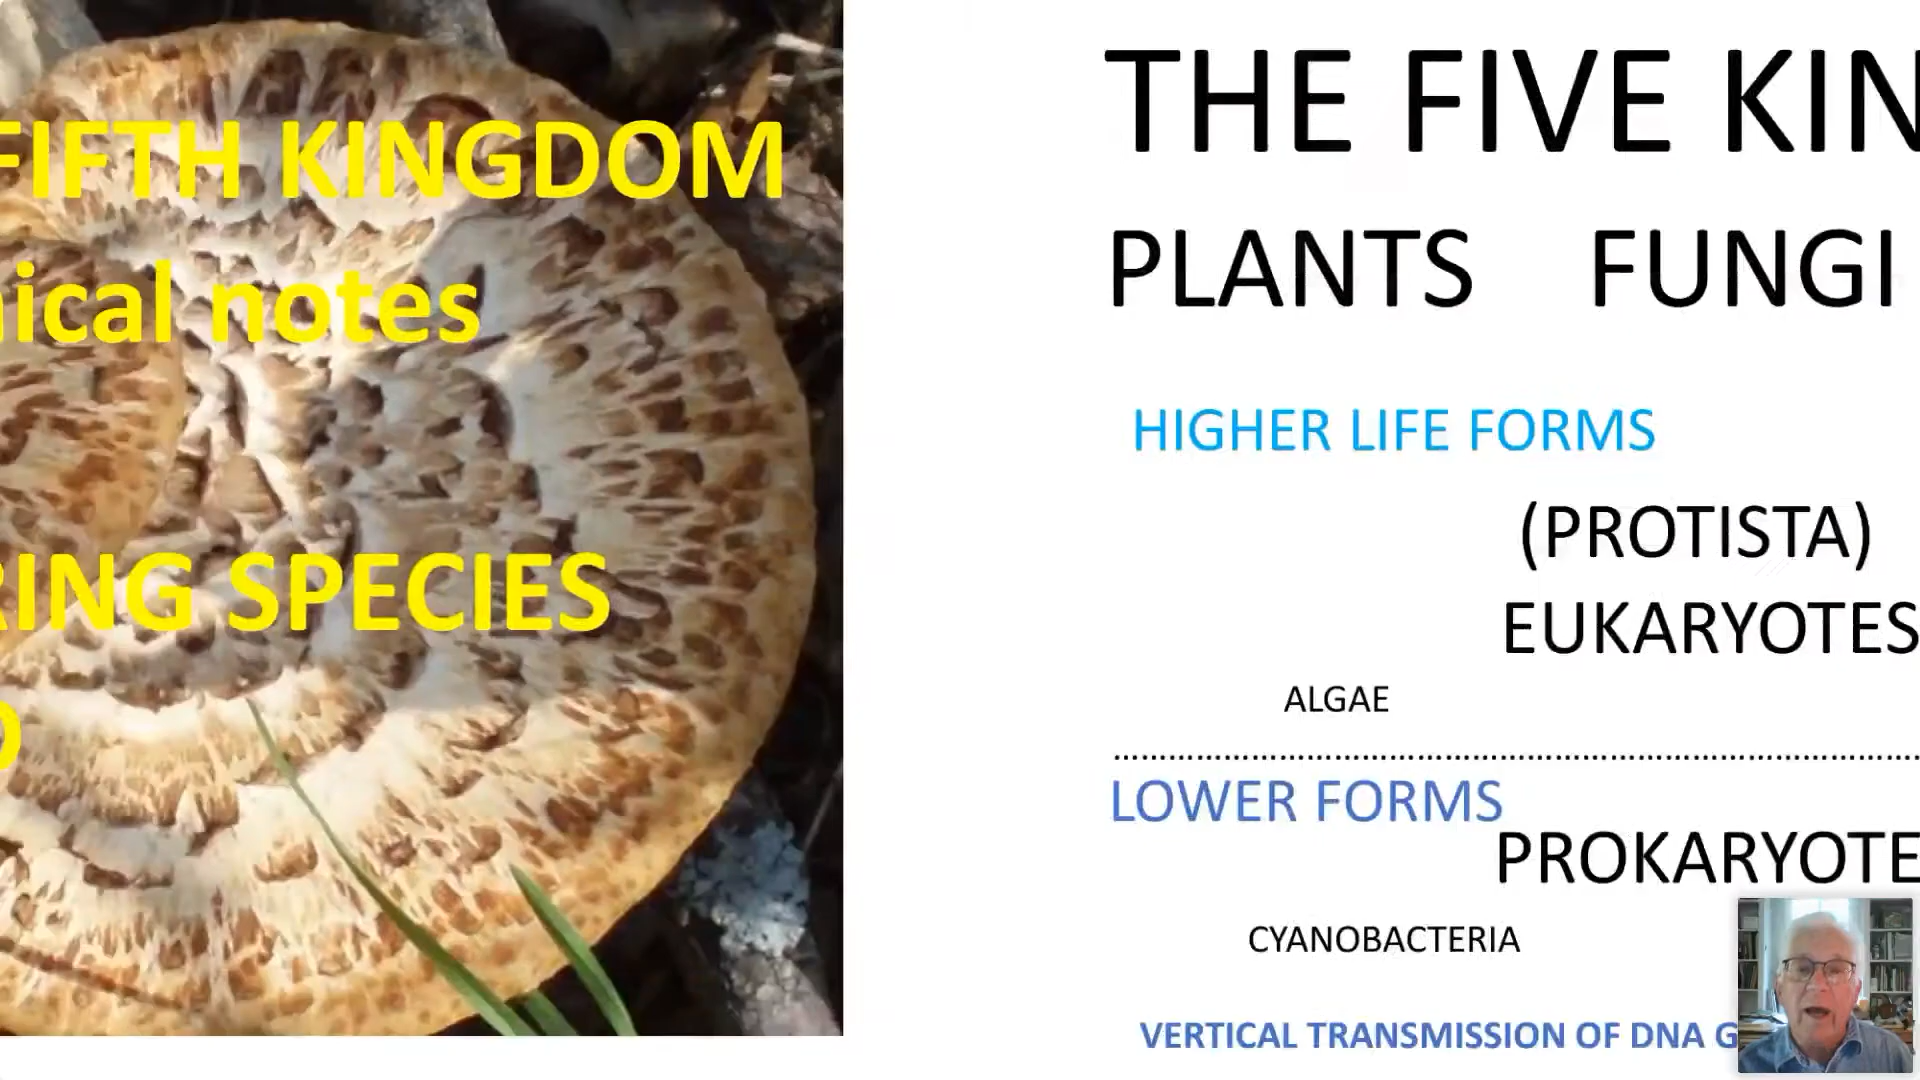 FIFTH KINGDOM
nical notes
RING SPECIES
THE FIVE KIN
PLANTS FUNGI
HIGHER LIFE FORMS
(PROTISTA)
EUKARYOTES
ALGAE
LOWER FORMS
PROKARYOTE
CYANOBACTERIA
VERTICAL TRANSMISSION OF DNA G